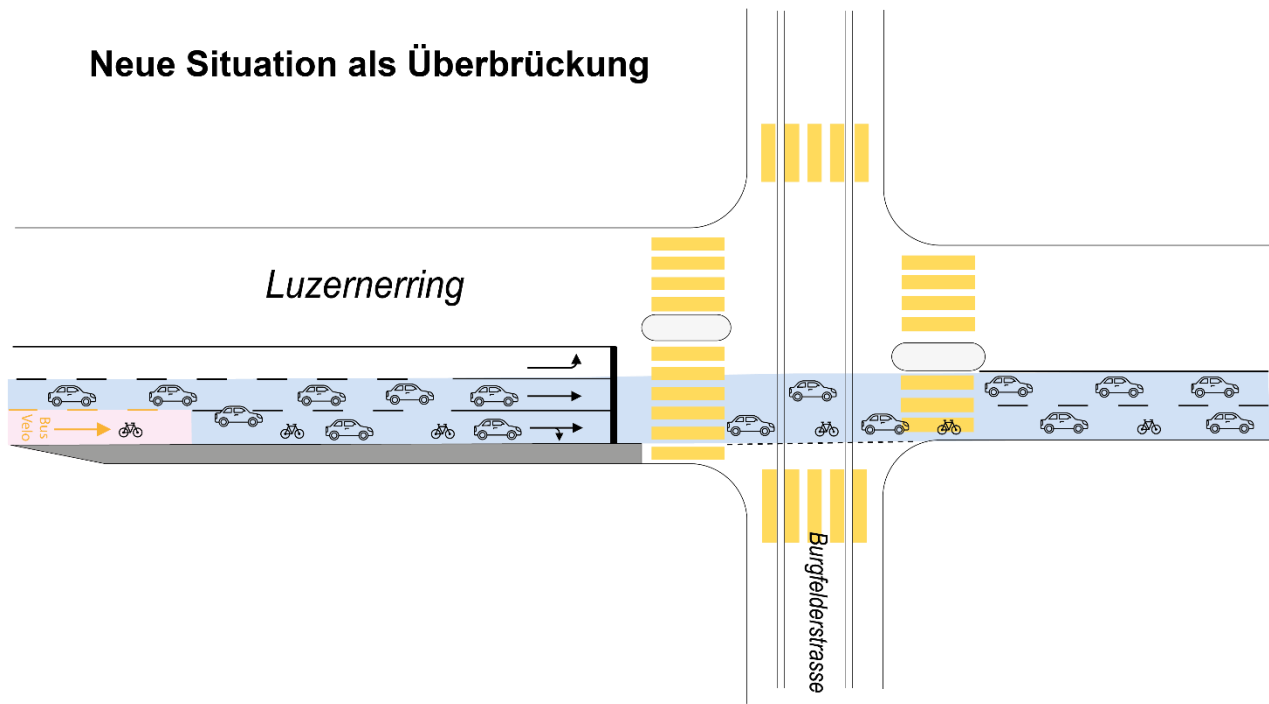 Neue Situation als Überbrückung
Luzernerring
Bus
Velo
Burgfelderstrasse